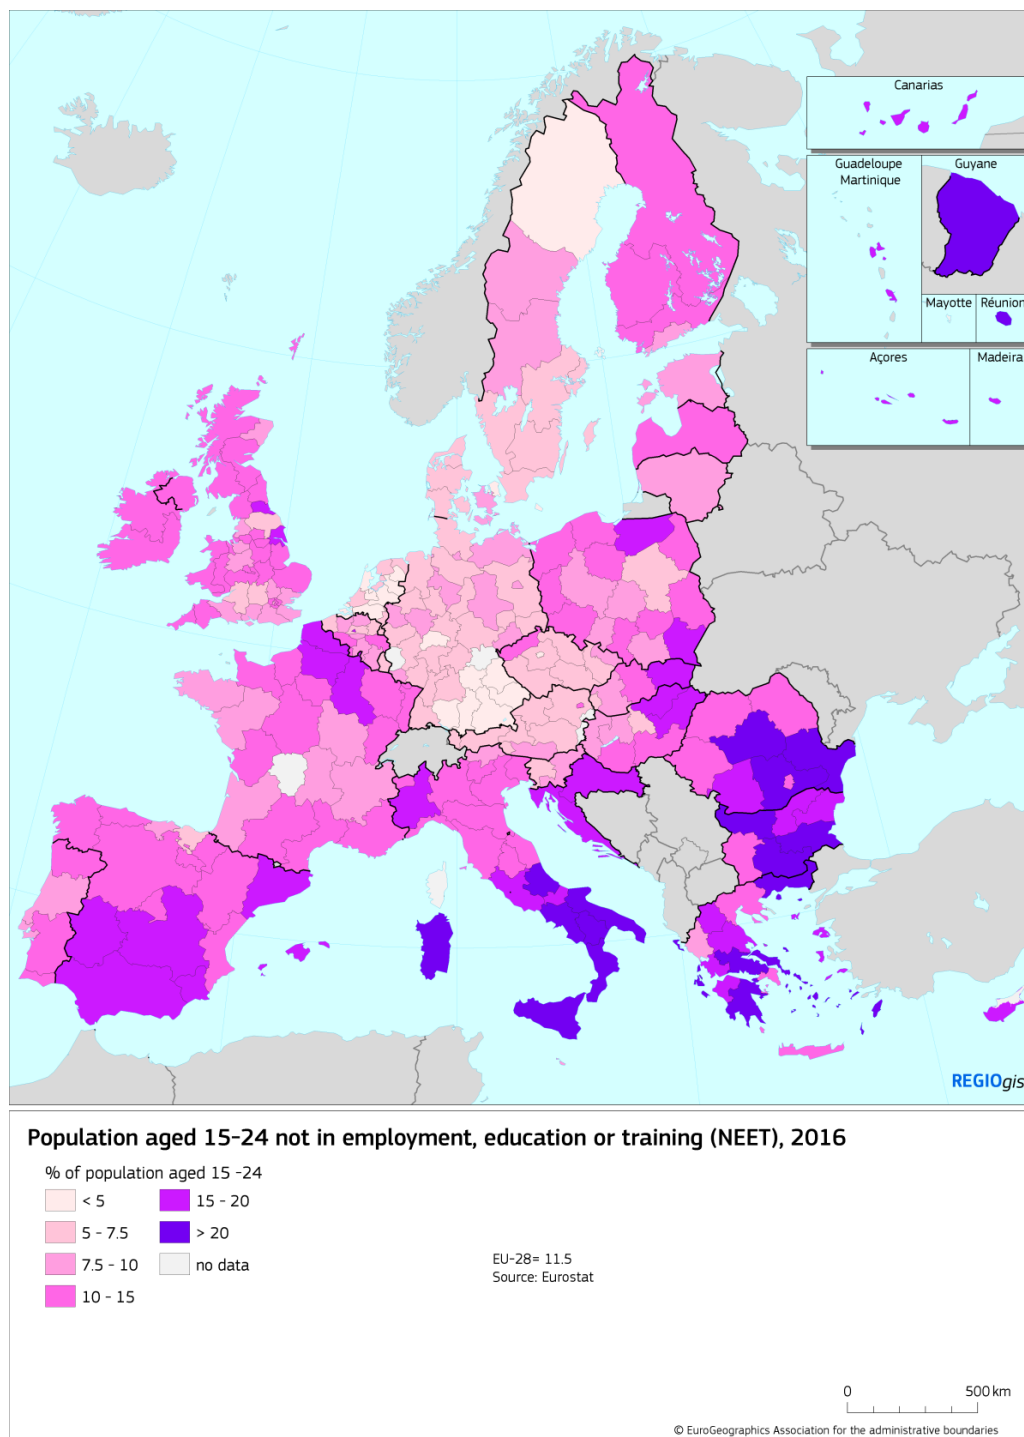 Canarias
Guadeloupe
Martinique
Guyane
Mayotte
Réunion
Açores
Madeira
REGIOgis
Population aged 15-24 not in employment, education or training (NEET), 2016
% of population aged 15 -24
< 5
15 - 20
5 - 7.5
> 20
7.5 - 10
no data
10 - 15
EU-28= 11.5
Source: Eurostat
0
500 km
© EuroGeographics Association for the administrative boundaries